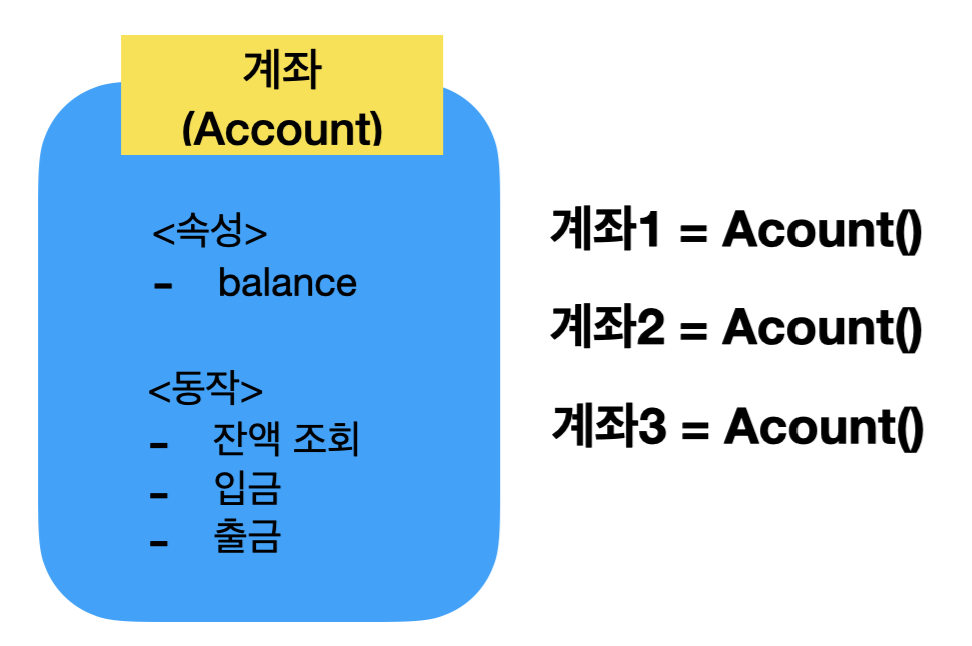 계좌
(Account)
<속성>
- balance
<동작>
- 잔액 조회
- 입금
- 출금
계좌1 = Acount()
계좌2 = Acount()
계좌3 = Acount()